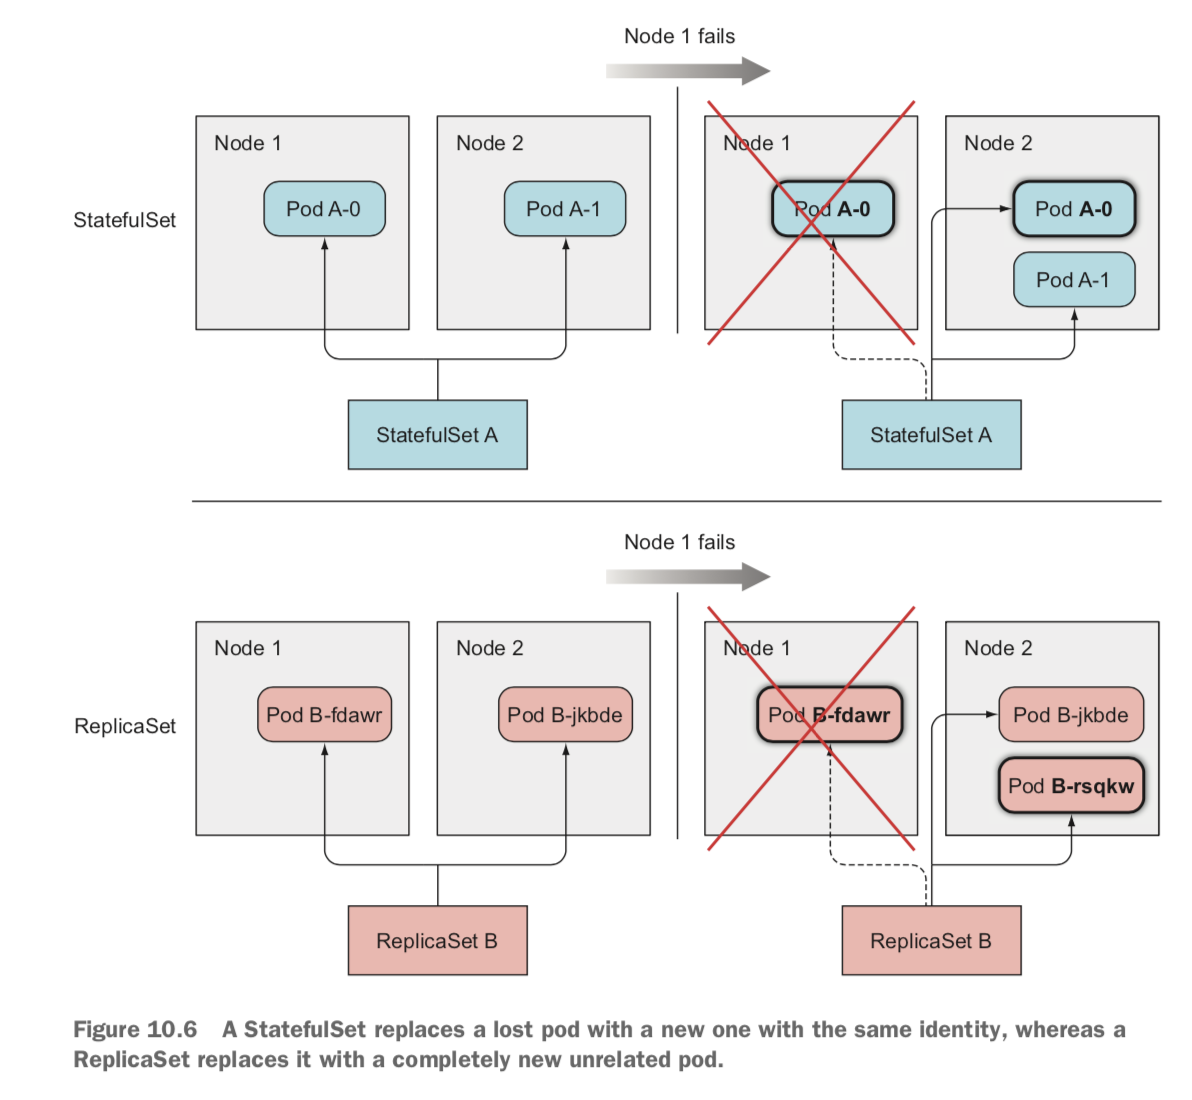 Node 1 fails
Node 1
Node 2
Node 1
Node 2
StatefulSet
Pod A-0
Pod A-1
Pod A-0
Pod A-0
Pod A-1
StatefulSet A
StatefulSet A
Node 1 fails
Node 1
Node 2
Node 1
Node 2
ReplicaSet
Pod B-fdawr
Pod B-jkbde
Pod B-fdawr
Pod B-jkbde
Pod B-rsqkw
ReplicaSet B
ReplicaSet B
Figure 10.6 A StatefulSet replaces a lost pod with a new one with the same identity, whereas a
ReplicaSet replaces it with a completely new unrelated pod.